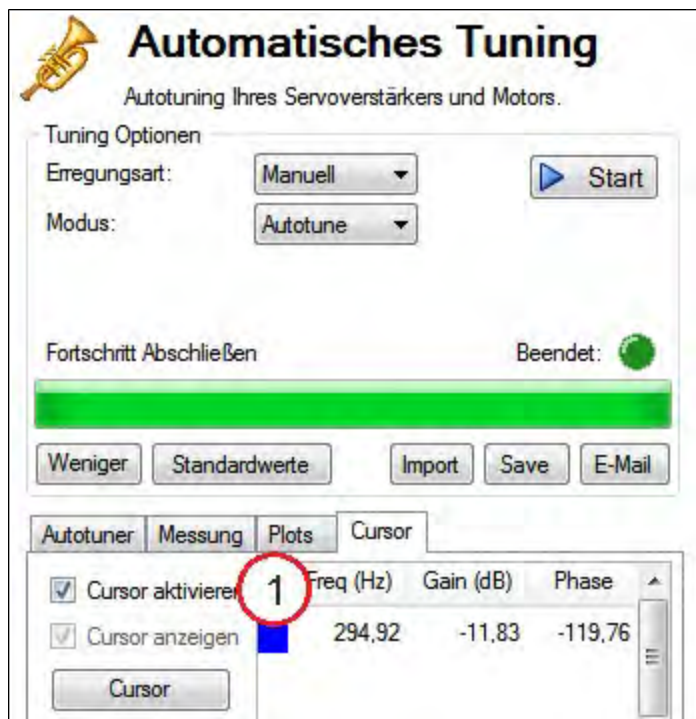 Automatisches Tuning
Autotuning Ihres Servoverstärkers und Motors.
Tuning Optionen
Erregungsart: Manuell Start
Modus: Autotune
Fortschritt Abschließen Beendet:
Weniger Standardwerte Import Save E-Mail
Autotuner Messung Plots Cursor
Cursor aktivieren 1 Freq (Hz) Gain (dB) Phase
Cursor anzeigen 294,92 -11,83 -119,76
Cursor